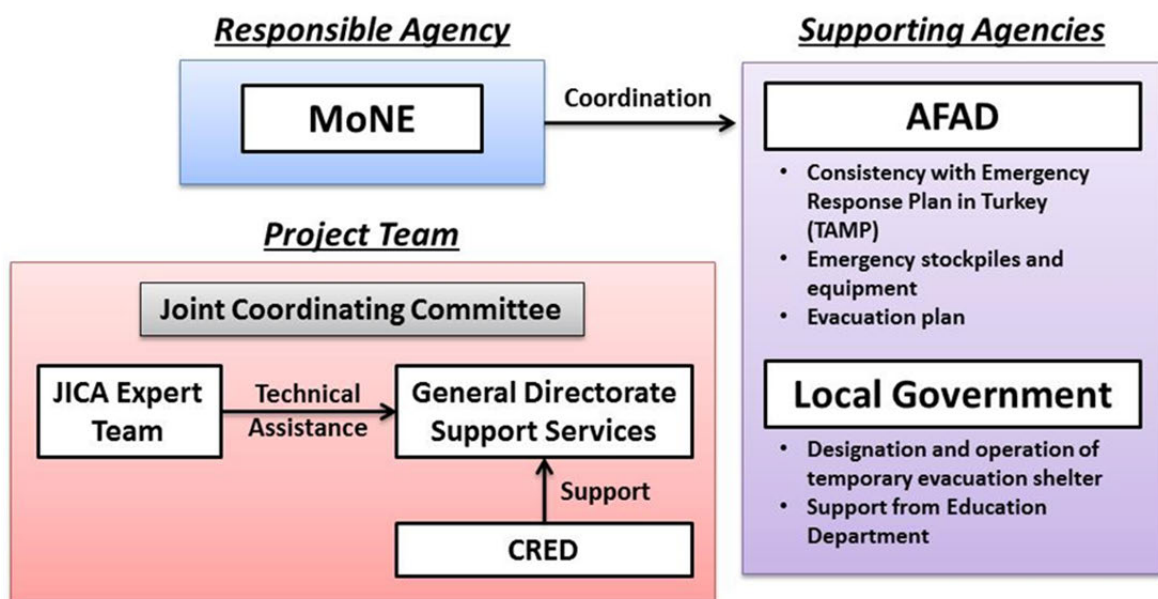 Responsible Agency
MoNE
Coordination
Supporting Agencies
AFAD
• Consistency with Emergency
Response Plan in Turkey
(TAMP)
• Emergency stockpiles and
equipment
• Evacuation plan
Local Government
• Designation and operation of
temporary evacuation shelter
• Support from Education
Department
Project Team
Joint Coordinating Committee
JICA Expert
Team
Technical
Assistance
General Directorate
Support Services
Support
CRED